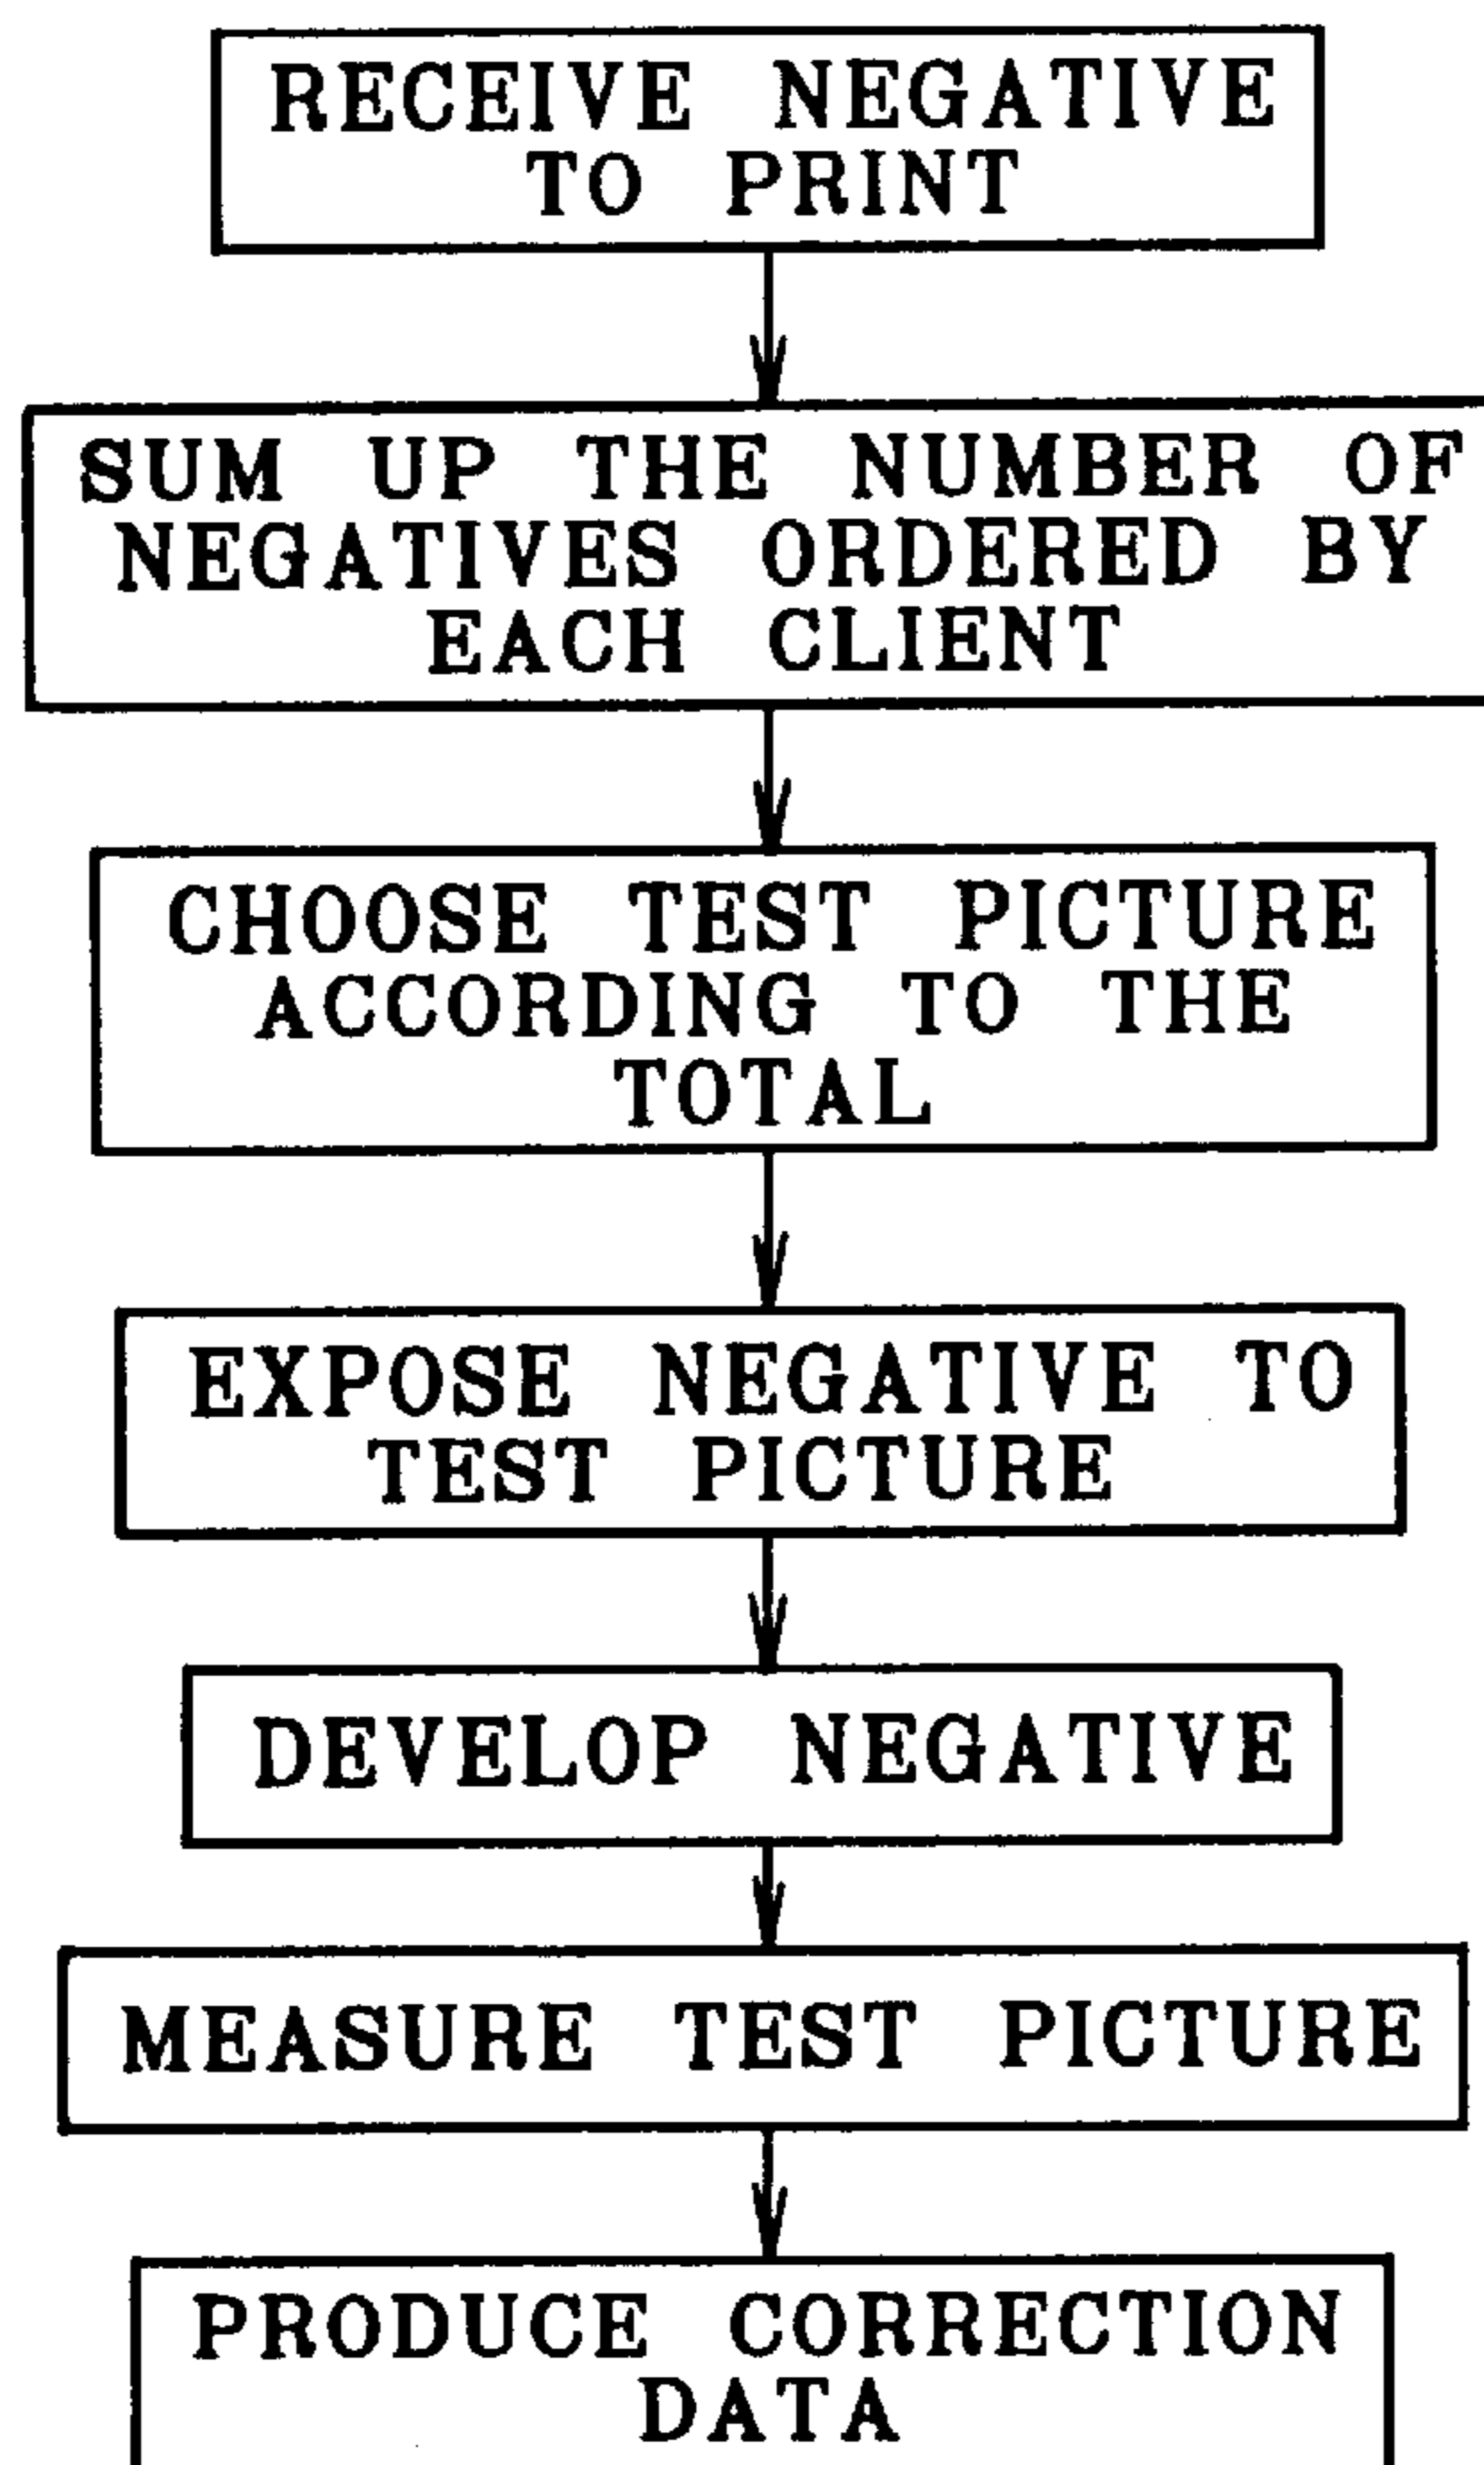 RECEIVE NEGATIVE
TO PRINT
SUM UP THE NUMBER OF
NEGATIVES ORDERED BY
EACH CLIENT
CHOOSE TEST PICTURE
ACCORDING TO THE
TOTAL
EXPOSE NEGATIVE TO
TEST PICTURE
DEVELOP NEGATIVE
MEASURE TEST PICTURE
PRODUCE CORRECTION
DATA